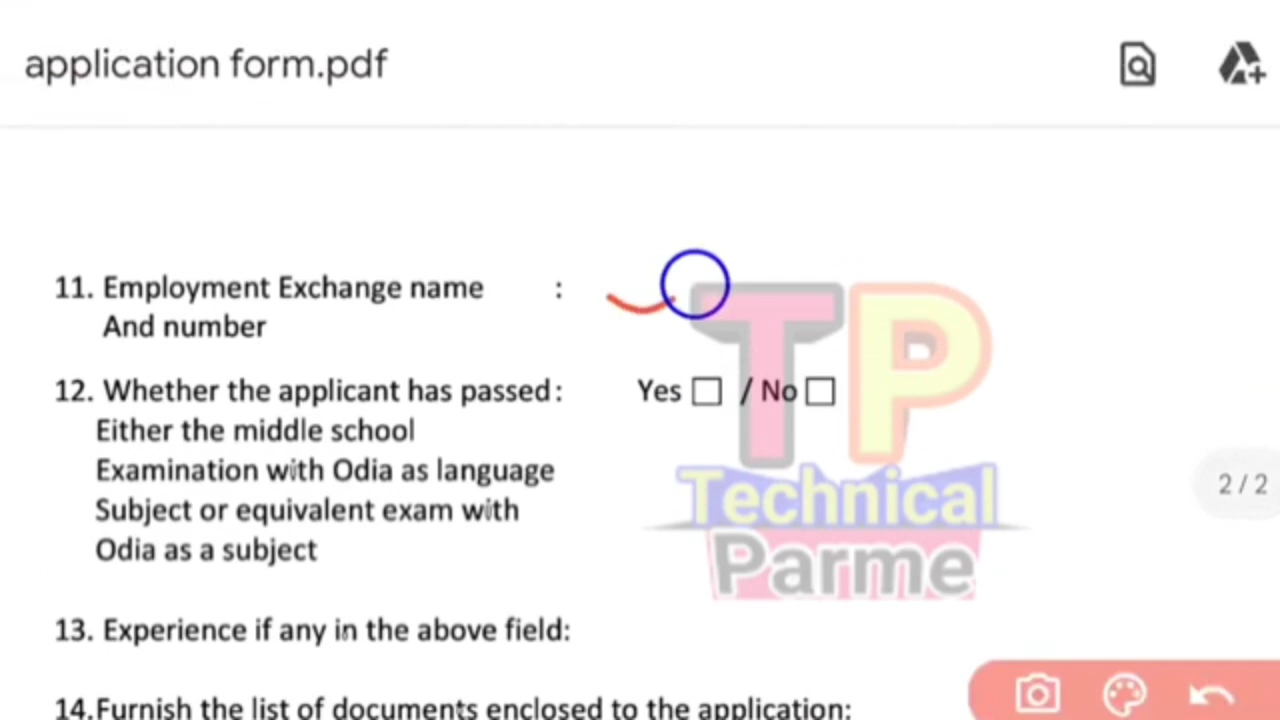 application form.pdf
11. Employment Exchange name :
And number
12. Whether the applicant has passed: Yes / No
Either the middle school
Examination with Odia as language
Subject or equivalent exam with
Odia as a subject
13. Experience if any in the above field:
14.Furnish the list of documents enclosed to the application:
TP
Technical
Parme
2 / 2